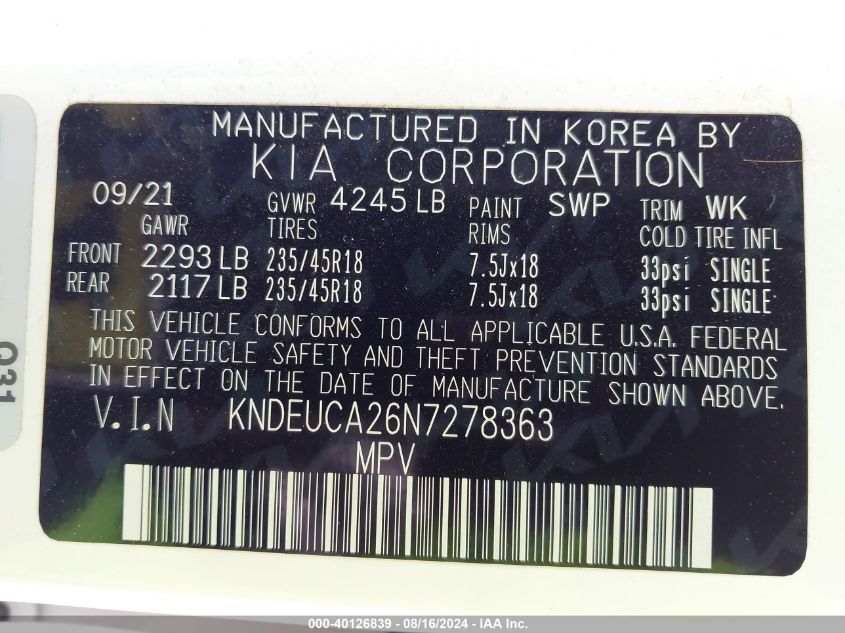 MANUFACTURED IN KOREA BY
KIA CORPORATION
09/21 GVWR 4245 LB PAINT SWP TRIM WK
GAWR TIRES RIMS COLD TIRE INFL
FRONT 2293 LB 235/45R18 7.5Jx18 33psi SINGLE
REAR 2117 LB 235/45R18 7.5Jx18 33psi SINGLE
THIS VEHICLE CONFORMS TO ALL APPLICABLE U.S.A. FEDERAL
MOTOR VEHICLE SAFETY AND THEFT PREVENTION STANDARDS
IN EFFECT ON THE DATE OF MANUFACTURE SHOWN ABOVE.
V.I.N KNDEUCA26N7278363
MPV
031
000-40126839 - 08/16/2024 - IAA Inc.